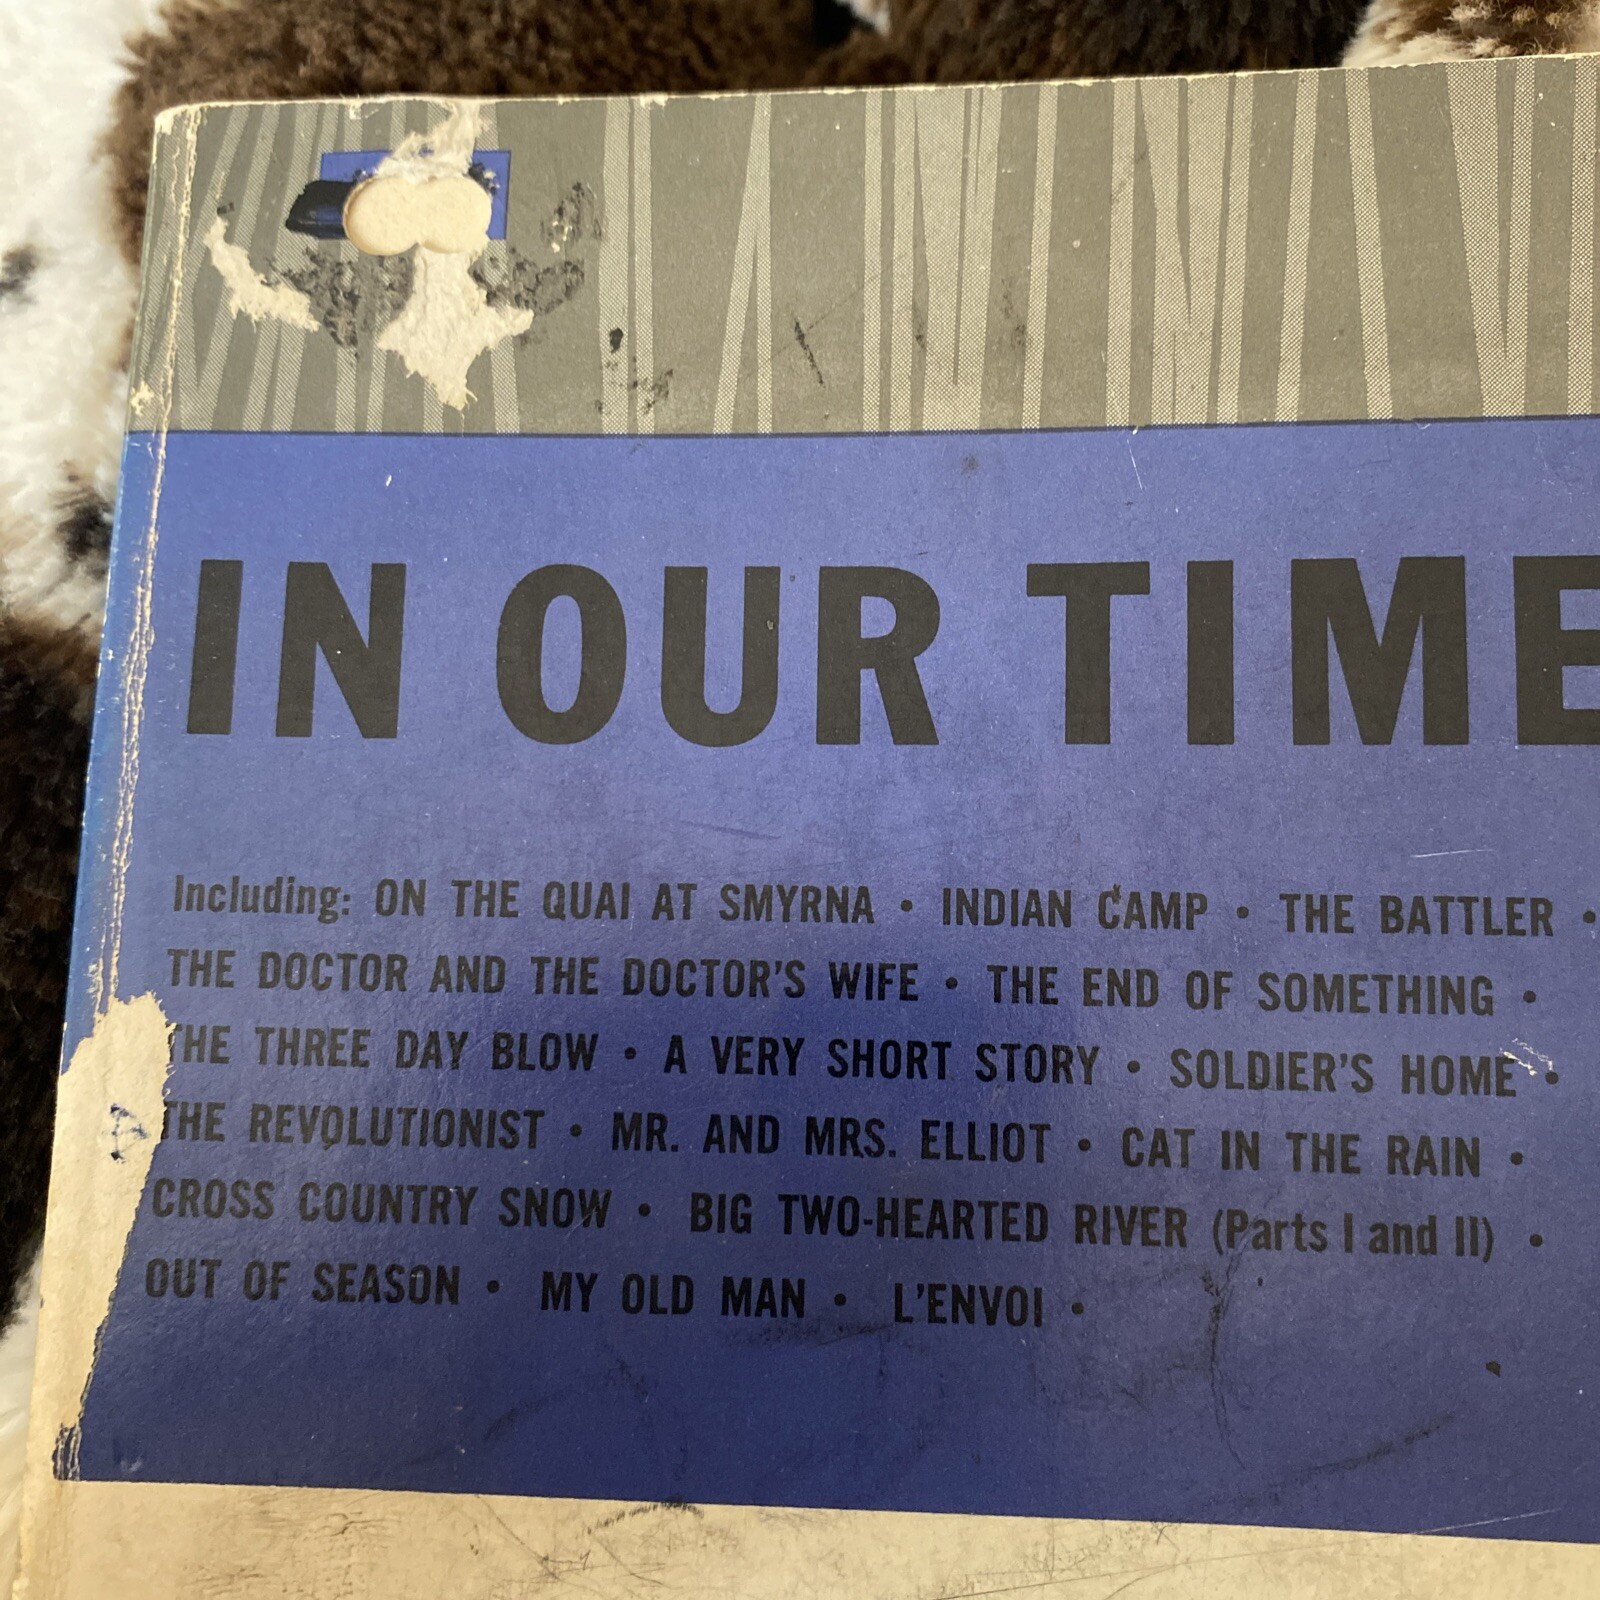 IN OUR TIME
Including: ON THE QUAI AT SMYRNA • INDIAN CAMP • THE BATTLER •
THE DOCTOR AND THE DOCTOR'S WIFE • THE END OF SOMETHING •
THE THREE DAY BLOW • A VERY SHORT STORY • SOLDIER'S HOME •
THE REVOLUTIONIST • MR. AND MRS. ELLIOT • CAT IN THE RAIN •
CROSS COUNTRY SNOW • BIG TWO-HEARTED RIVER (Parts I and II) •
OUT OF SEASON • MY OLD MAN • L'ENVOI •